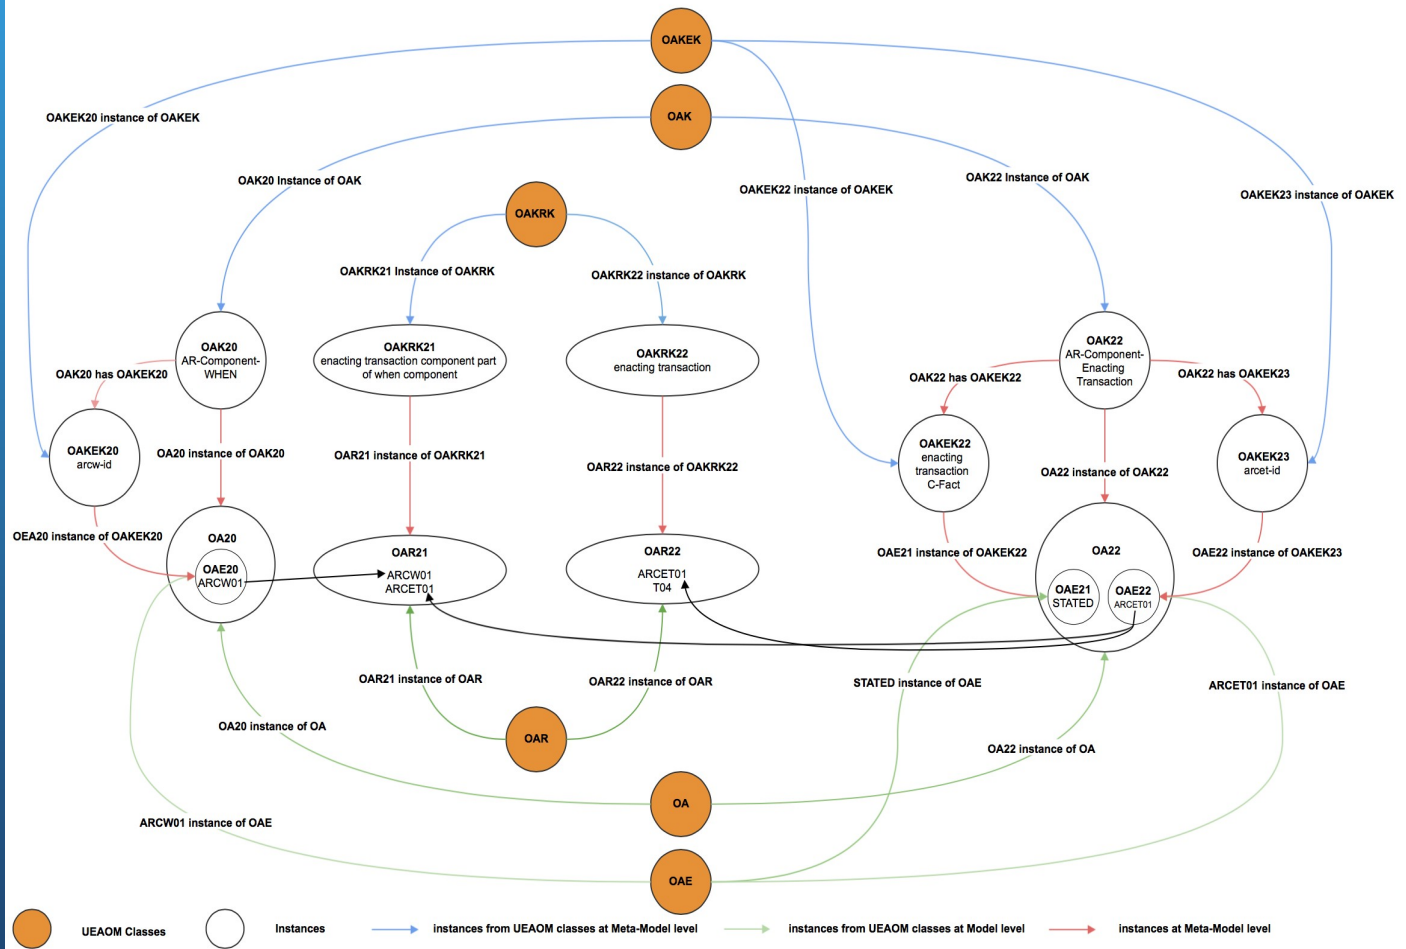 OAKEK
OAKEK20 instance of OAKEK
OAK
OAK20 Instance of OAK
OAK22 Instance of OAK
OAKEK22 instance of OAKEK
OAKEK23 instance of OAKEK
OAKRK
OAKRK21 Instance of OAKRK
OAKRK22 instance of OAKRK
OAK20
AR-Component-
WHEN
OAKRK21
enacting transaction component part
of when component
OAKRK22
enacting transaction
OAK22
AR-Component-
Enacting
Transaction
OAK20 has OAKEK20
OAK22 has OAKEK22
OAK22 has OAKEK23
OAKEK20
arcw-id
OA20 instance of OAK20
OAR21 instance of OAKRK21
OAR22 instance of OAKRK22
OAKEK22
enacting
transaction
C-Fact
OA22 instance of OAK22
OAKEK23
arcet-id
OEA20 instance of OAKEK20
OA20
OAE20
ARCW01
OAR21
ARCW01
ARCET01
OAR22
ARCET01
T04
OAE21 instance of OAKEK22
OA22
OAE21
STATED
OAE22
ARCET01
OAE22 instance of OAKEK23
OAR21 instance of OAR
OAR22 instance of OAR
STATED instance of OAE
ARCET01 instance of OAE
OA20 instance of OA
OAR
OA22 instance of OA
OA
ARCW01 instance of OAE
OAE
UEAOM Classes
Instances
instances from UEAOM classes at Meta-Model level
instances from UEAOM classes at Model level
instances at Meta-Model level